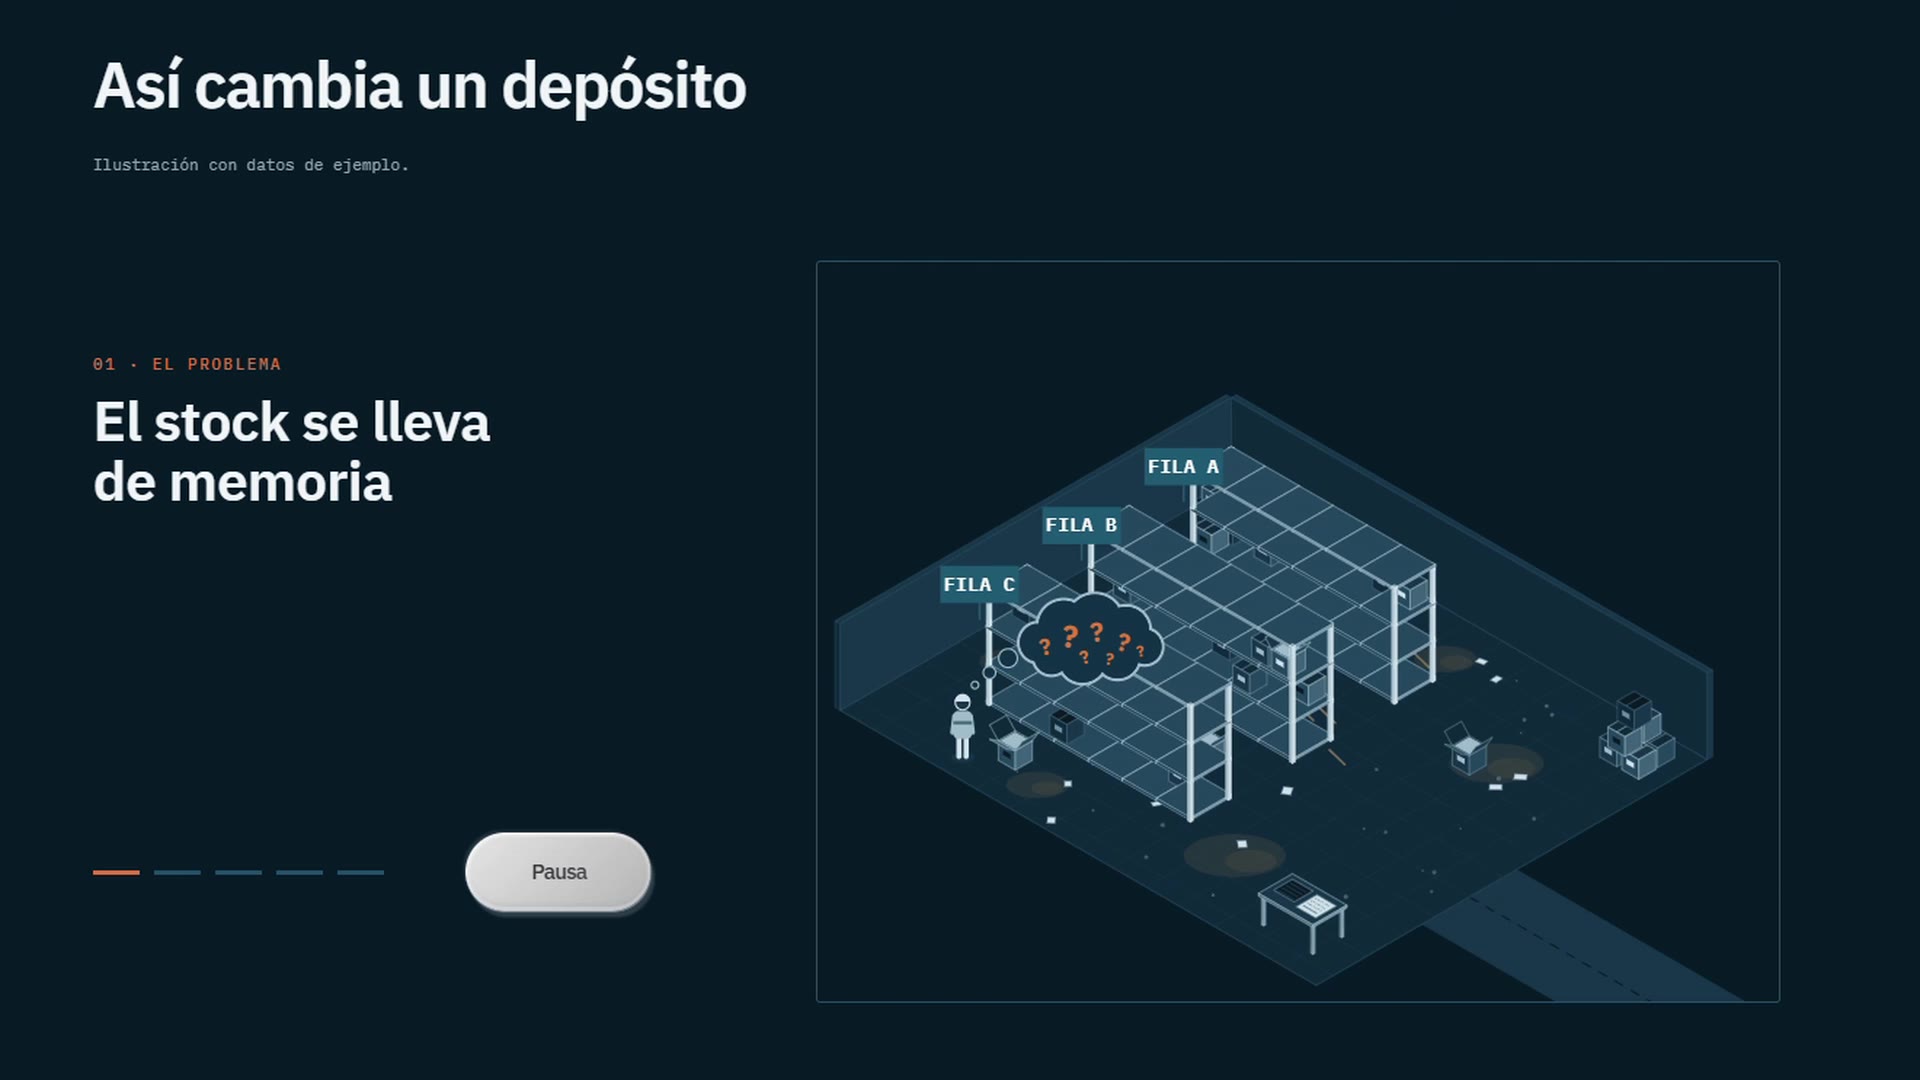 Así cambia un depósito
Ilustración con datos de ejemplo.
01 · EL PROBLEMA
El stock se lleva
de memoria
Pausa
FILA A
FILA B
FILA C
? ? ? ? ? ? ?